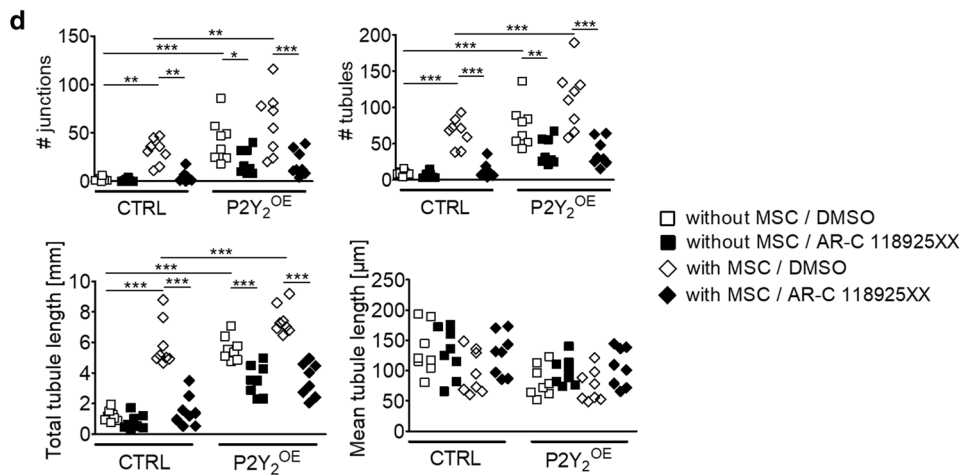 d
# junctions
150
100
50
0
**
***
*
***
**
**
CTRL
P2Y₂ᴼᴱ
# tubules
200
150
100
50
0
***
***
***
**
***
***
CTRL
P2Y₂ᴼᴱ
Total tubule length [mm]
10
8
6
4
2
0
***
***
***
***
***
***
CTRL
P2Y₂ᴼᴱ
Mean tubule length [µm]
250
200
150
100
50
0
CTRL
P2Y₂ᴼᴱ
without MSC / DMSO
without MSC / AR-C 118925XX
with MSC / DMSO
with MSC / AR-C 118925XX